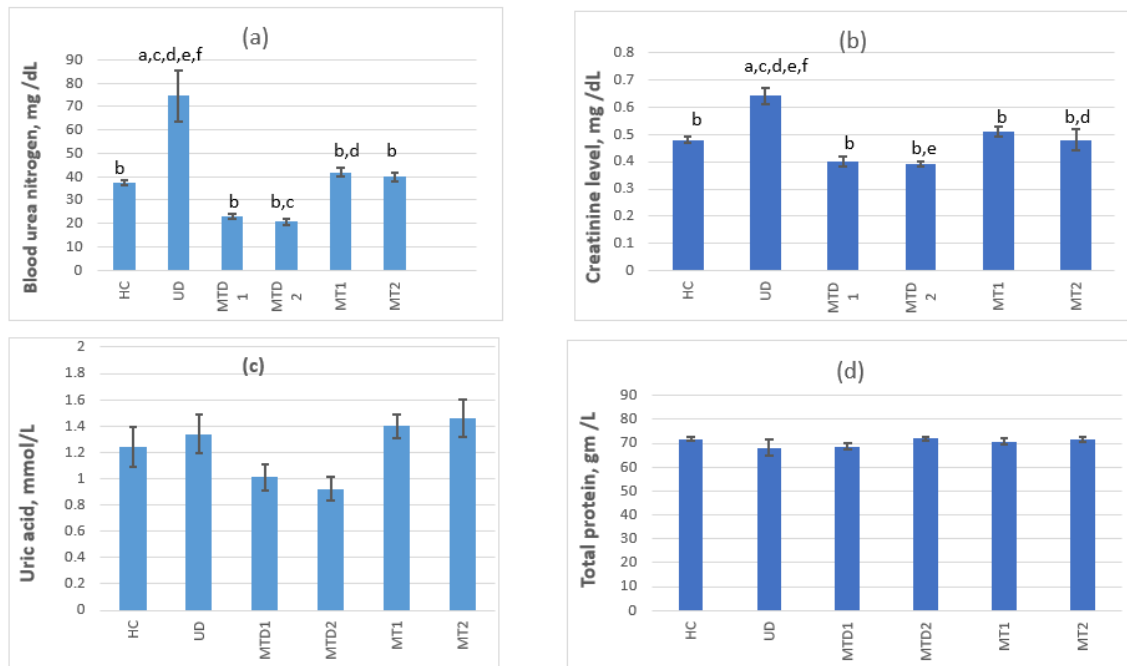 (a)
Blood urea nitrogen, mg /dL
90
80
70
60
50
40
30
20
10
0
a,c,d,e,f
b
b
b,c
b,d
b
HC
UD
MTD
1
MTD
2
MT1
MT2
(b)
Creatinine level, mg /dL
0.8
0.7
0.6
0.5
0.4
0.3
0.2
0.1
0
a,c,d,e,f
b
b
b,e
b
b,d
HC
UD
MTD
1
MTD
2
MT1
MT2
(c)
Uric acid, mmol/L
2
1.8
1.6
1.4
1.2
1
0.8
0.6
0.4
0.2
0
HC
UD
MTD1
MTD2
MT1
MT2
(d)
Total protein, gm /L
90
80
70
60
50
40
30
20
10
0
HC
UD
MTD1
MTD2
MT1
MT2